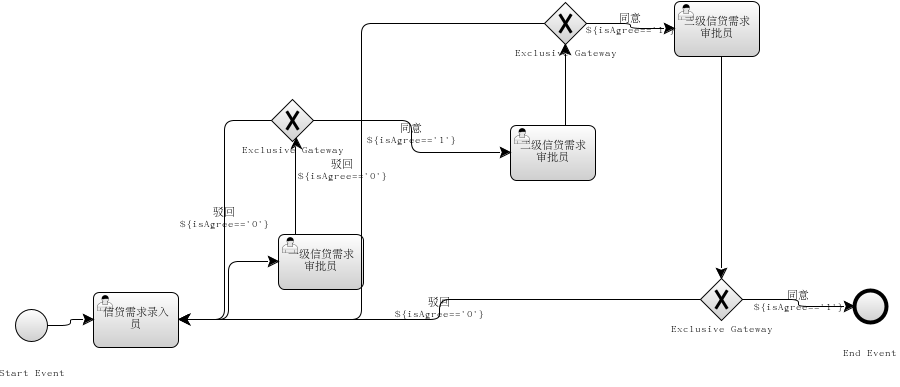 同意
${isAgree=='1'}
三级信贷需求
审批员
Exclusive Gateway
同意
${isAgree=='1'}
Exclusive Gateway
二级信贷需求
审批员
驳回
${isAgree=='0'}
驳回
${isAgree=='0'}
一级信贷需求
审批员
信贷需求录入
员
驳回
${isAgree=='0'}
同意
${isAgree=='1'}
Exclusive Gateway
End Event
Start Event